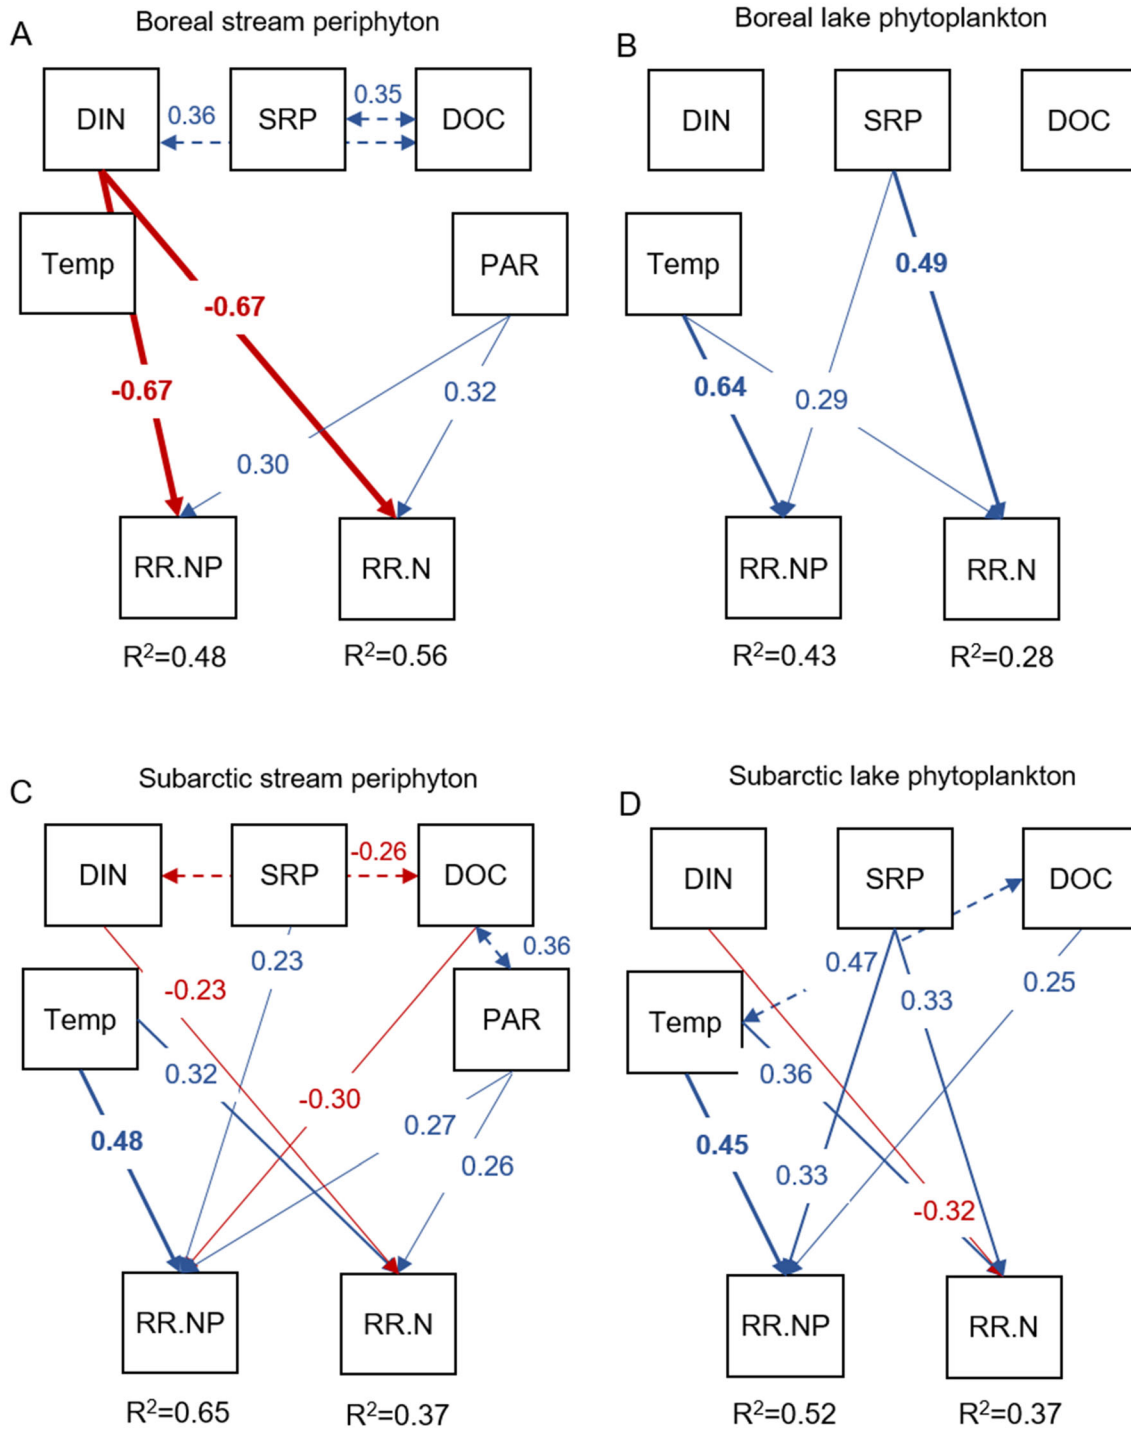 A
Boreal stream periphyton
DIN
0.36
SRP
0.35
DOC
Temp
PAR
-0.67
-0.67
0.32
0.30
RR.NP
RR.N
R²=0.48
R²=0.56
B
Boreal lake phytoplankton
DIN
SRP
DOC
Temp
0.49
0.64
0.29
RR.NP
RR.N
R²=0.43
R²=0.28
C
Subarctic stream periphyton
DIN
SRP
-0.26
DOC
0.36
0.23
Temp
-0.23
PAR
0.32
-0.30
0.27
0.48
0.26
RR.NP
RR.N
R²=0.65
R²=0.37
D
Subarctic lake phytoplankton
DIN
SRP
DOC
0.47
0.25
0.33
Temp
0.36
0.45
0.33
-0.32
RR.NP
RR.N
R²=0.52
R²=0.37